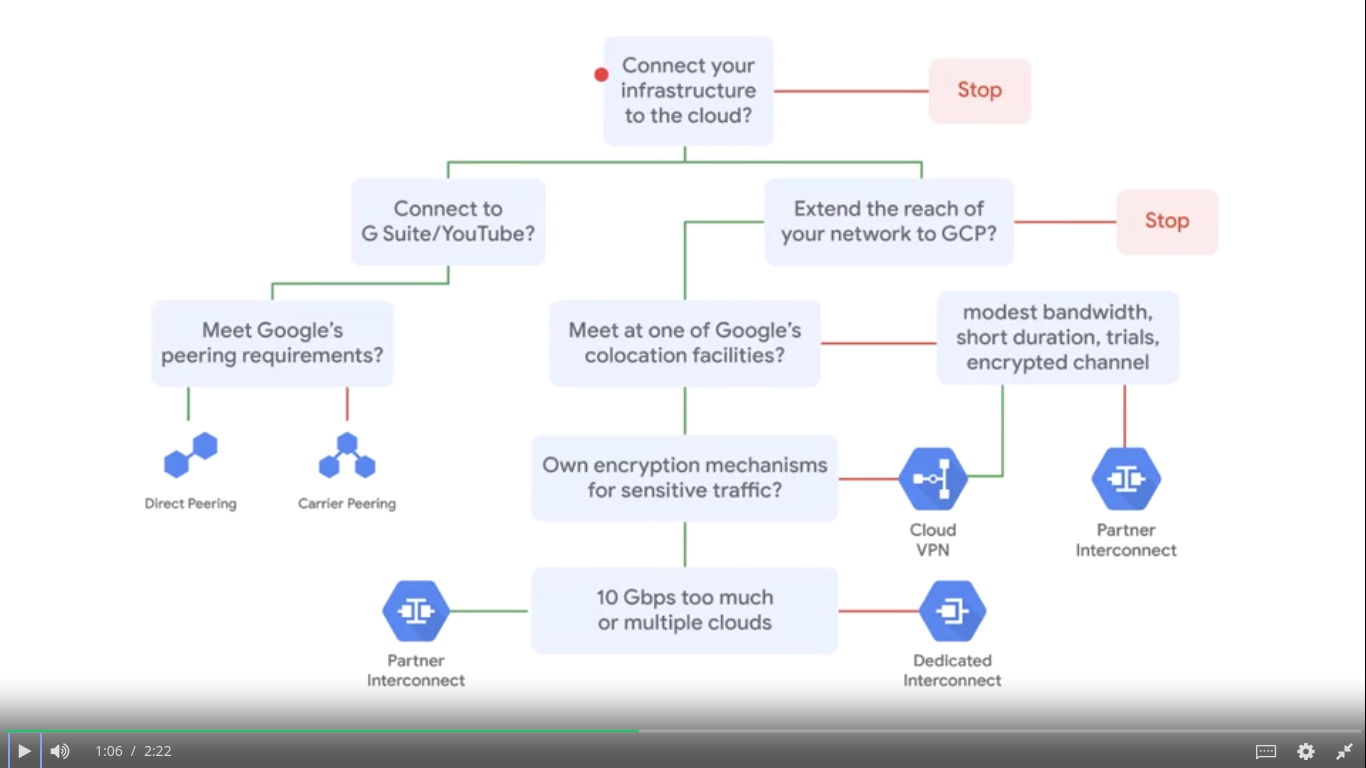 Connect your
infrastructure
to the cloud?
Stop
Connect to
G Suite/YouTube?
Extend the reach of
your network to GCP?
Stop
Meet Google's
peering requirements?
Meet at one of Google's
colocation facilities?
modest bandwidth,
short duration, trials,
encrypted channel
Direct Peering
Carrier Peering
Own encryption mechanisms
for sensitive traffic?
Cloud
VPN
Partner
Interconnect
10 Gbps too much
or multiple clouds
Partner
Interconnect
Dedicated
Interconnect
1:06 / 2:22